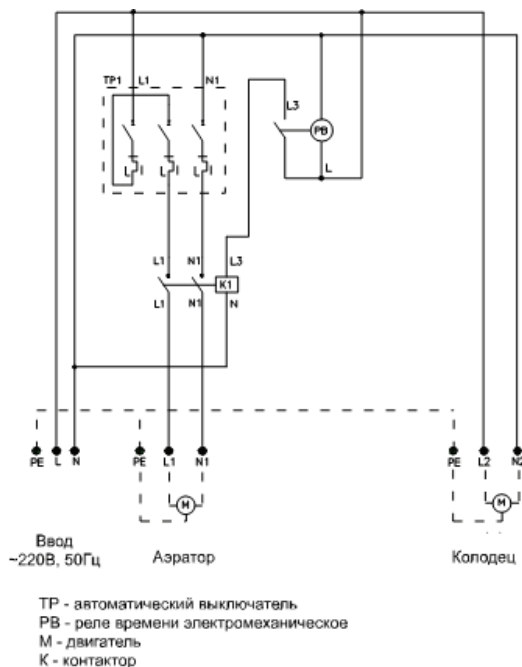 TP1 L1 N1
L3
РВ
L
L1 N1 L3
K1
L1 N1 N
PE L N PE L1 N1 PE L2 N2
M M
Ввод
~220В, 50Гц Аэратор Колодец
ТР - автоматический выключатель
РВ - реле времени электромеханическое
М - двигатель
К - контактор